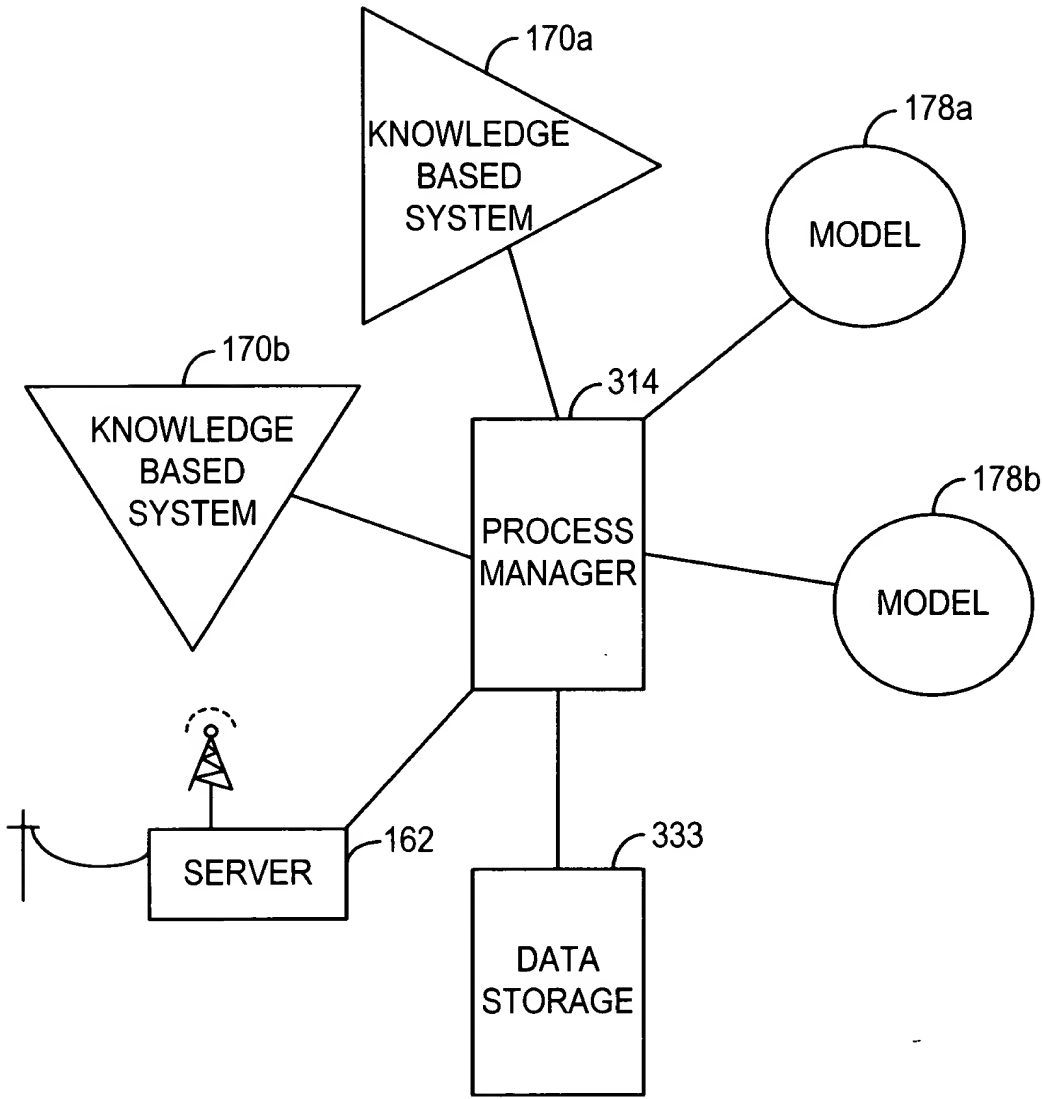 170a
KNOWLEDGE
BASED
SYSTEM
178a
MODEL
170b
KNOWLEDGE
BASED
SYSTEM
314
PROCESS
MANAGER
178b
MODEL
162
SERVER
333
DATA
STORAGE